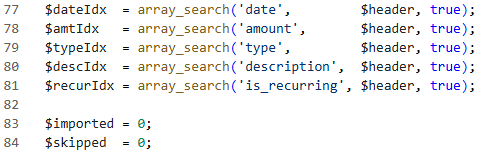 77 $dateIdx  = array_search('date',         $header, true);
78 $amtIdx   = array_search('amount',       $header, true);
79 $typeIdx  = array_search('type',         $header, true);
80 $descIdx  = array_search('description',  $header, true);
81 $recurIdx = array_search('is_recurring', $header, true);
82
83 $imported = 0;
84 $skipped  = 0;